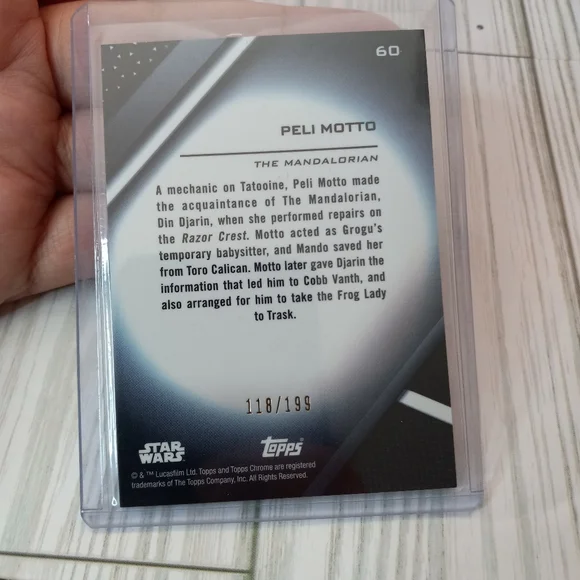 60
PELI MOTTO
THE MANDALORIAN
A mechanic on Tatooine, Peli Motto made
the acquaintance of The Mandalorian,
Din Djarin, when she performed repairs on
the Razor Crest. Motto acted as Grogu's
temporary babysitter, and Mando saved her
from Toro Calican. Motto later gave Djarin the
information that led him to Cobb Vanth, and
also arranged for him to take the Frog Lady
to Trask.
118/199
STAR
WARS
Topps
© & ™ Lucasfilm Ltd. Topps and Topps Chrome are registered
trademarks of The Topps Company, Inc. All Rights Reserved.